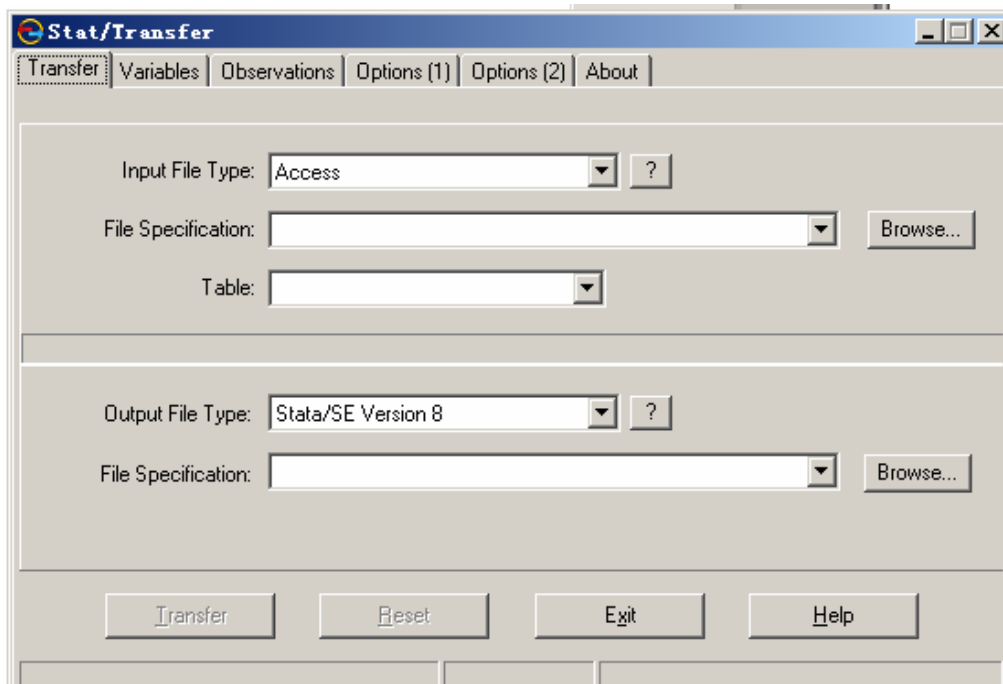 Stat/Transfer
Transfer Variables Observations Options (1) Options (2) About
Input File Type: Access ?
File Specification: Browse...
Table:
Output File Type: Stata/SE Version 8 ?
File Specification: Browse...
Transfer Reset Exit Help